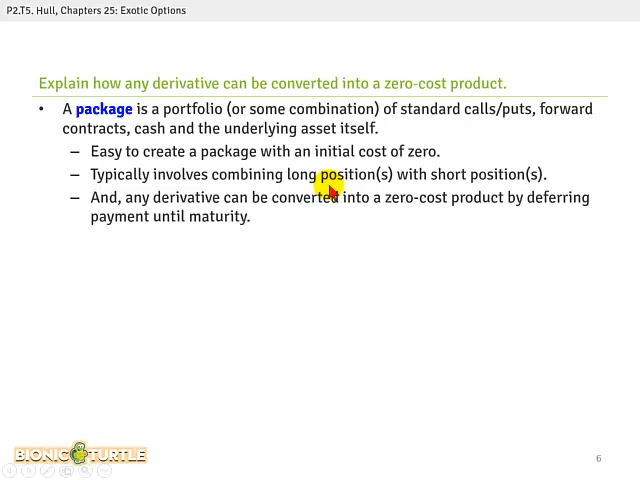 P2.T5. Hull, Chapters 25: Exotic Options
Explain how any derivative can be converted into a zero-cost product.
• A package is a portfolio (or some combination) of standard calls/puts, forward
contracts, cash and the underlying asset itself.
– Easy to create a package with an initial cost of zero.
– Typically involves combining long position(s) with short position(s).
– And, any derivative can be converted into a zero-cost product by deferring
payment until maturity.
BIONIC TURTLE
6